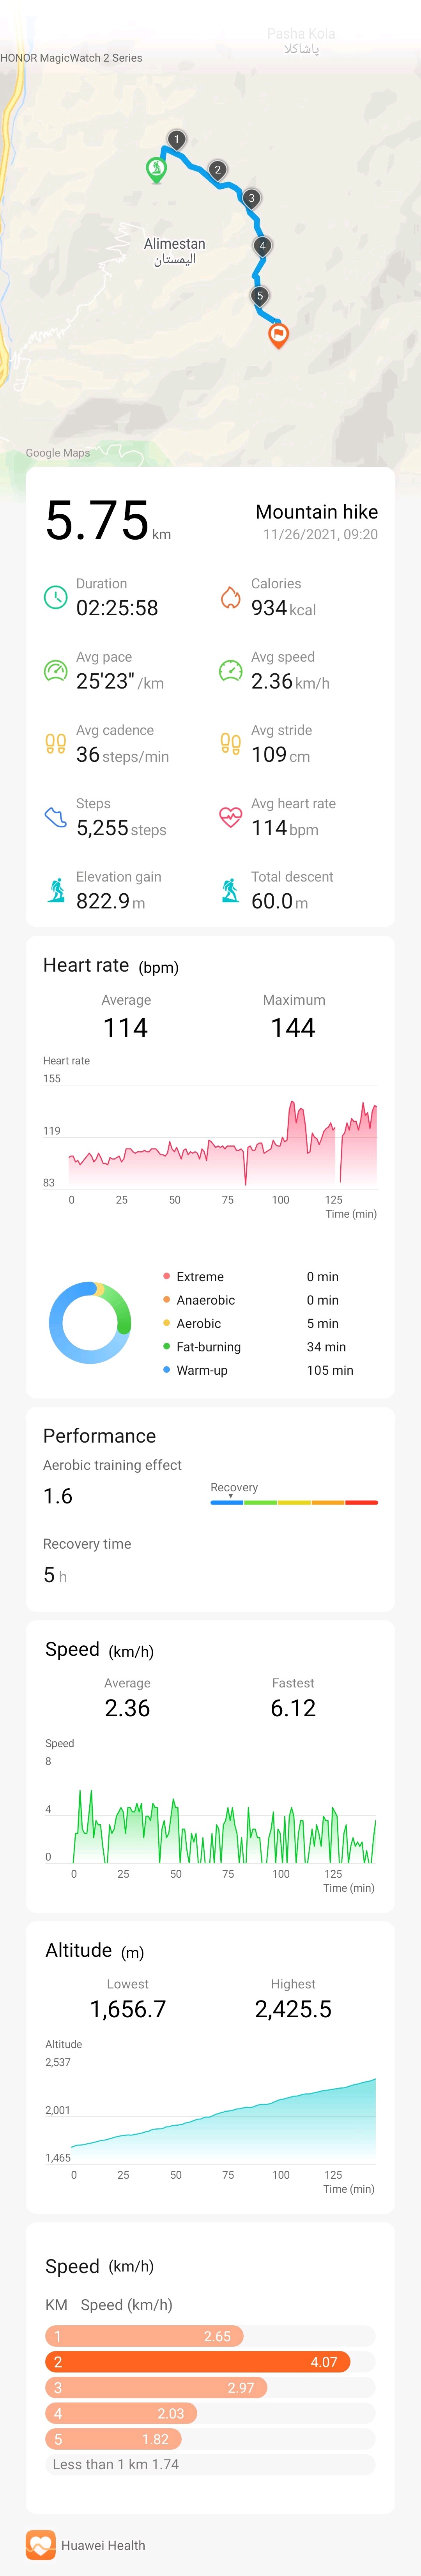 Pasha Kola
پاشاکلا
HONOR MagicWatch 2 Series
1
2
3
Alimestan
الیمستان
4
5
Google Maps
5.75 km
Mountain hike
11/26/2021, 09:20
Duration
02:25:58
Calories
934 kcal
Avg pace
25'23" /km
Avg speed
2.36 km/h
Avg cadence
36 steps/min
Avg stride
109 cm
Steps
5,255 steps
Avg heart rate
114 bpm
Elevation gain
822.9 m
Total descent
60.0 m
Heart rate (bpm)
Average
114
Maximum
144
Heart rate
155
119
83
0 25 50 75 100 125
Time (min)
Extreme 0 min
Anaerobic 0 min
Aerobic 5 min
Fat-burning 34 min
Warm-up 105 min
Performance
Aerobic training effect
1.6
Recovery
Recovery time
5 h
Speed (km/h)
Average
2.36
Fastest
6.12
Speed
8
4
0
0 25 50 75 100 125
Time (min)
Altitude (m)
Lowest
1,656.7
Highest
2,425.5
Altitude
2,537
2,001
1,465
0 25 50 75 100 125
Time (min)
Speed (km/h)
KM Speed (km/h)
1 2.65
2 4.07
3 2.97
4 2.03
5 1.82
Less than 1 km 1.74
Huawei Health